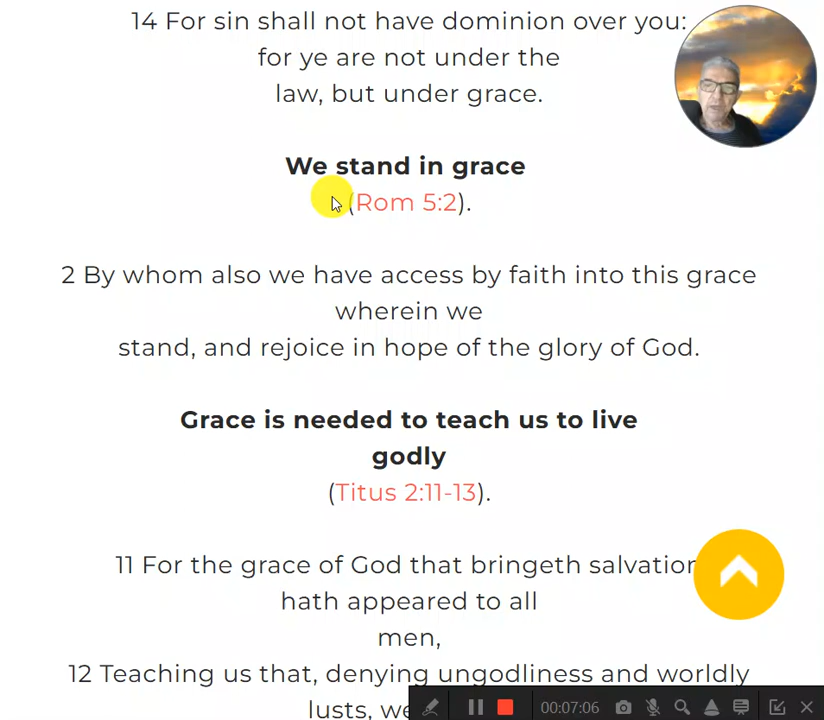 14 For sin shall not have dominion over you:
for ye are not under the
law, but under grace.
We stand in grace
(Rom 5:2).
2 By whom also we have access by faith into this grace
wherein we
stand, and rejoice in hope of the glory of God.
Grace is needed to teach us to live
godly
(Titus 2:11-13).
11 For the grace of God that bringeth salvation
hath appeared to all
men,
12 Teaching us that, denying ungodliness and worldly
lusts, we
00:07:06